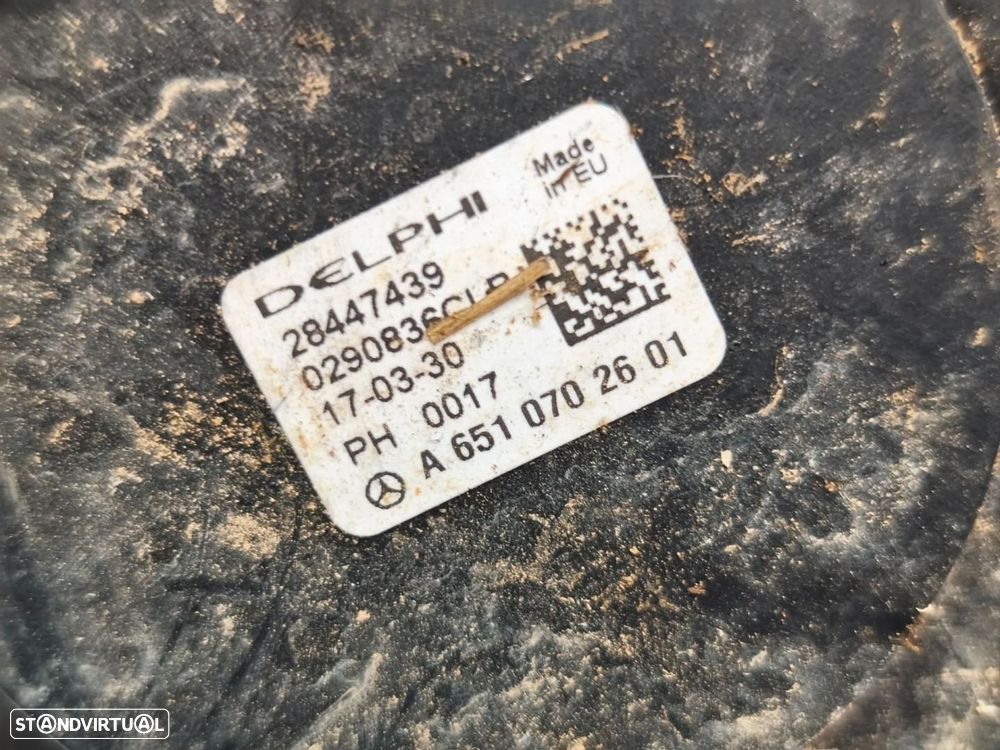 DELPHI
Made
in EU
28447439
0290836CLB
17-03-30
PH 0017
A 651 070 26 01
STANDVIRTUAL